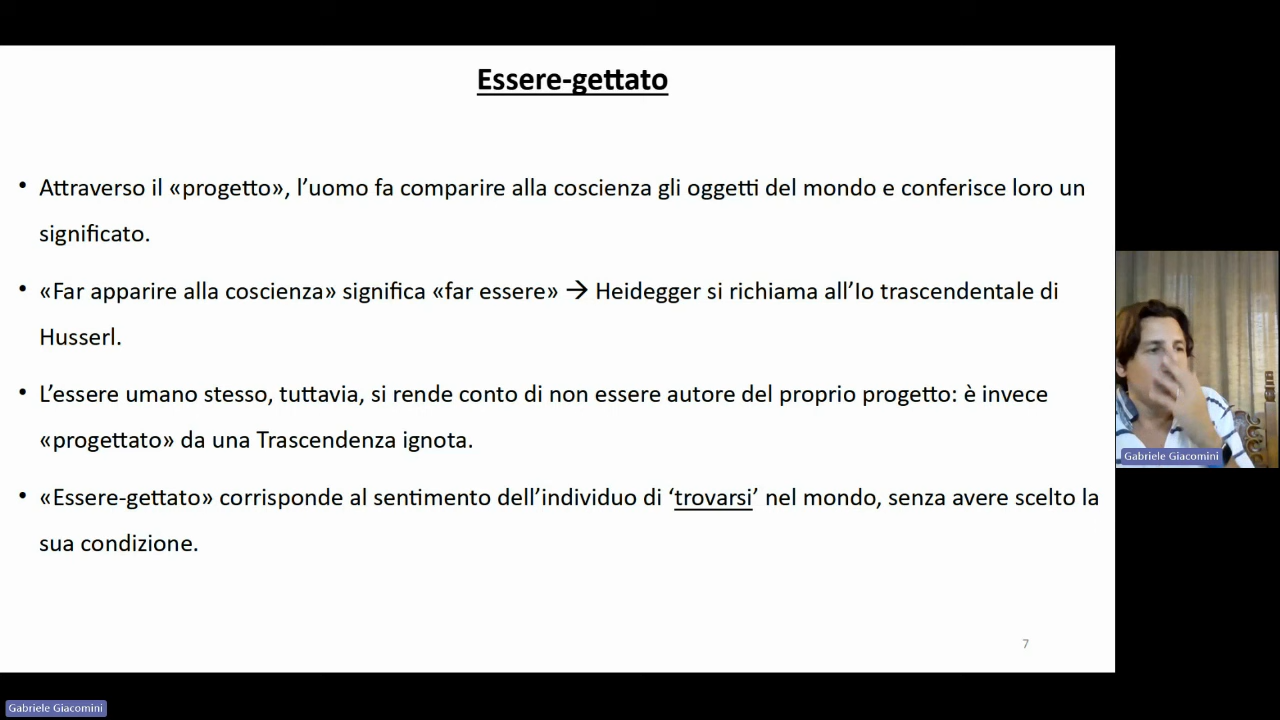 Essere-gettato
• Attraverso il «progetto», l’uomo fa comparire alla coscienza gli oggetti del mondo e conferisce loro un
significato.
• «Far apparire alla coscienza» significa «far essere» → Heidegger si richiama all’Io trascendentale di
Husserl.
• L’essere umano stesso, tuttavia, si rende conto di non essere autore del proprio progetto: è invece
«progettato» da una Trascendenza ignota.
• «Essere-gettato» corrisponde al sentimento dell’individuo di ‘trovarsi’ nel mondo, senza avere scelto la
sua condizione.
7
Gabriele Giacomini
Gabriele Giacomini